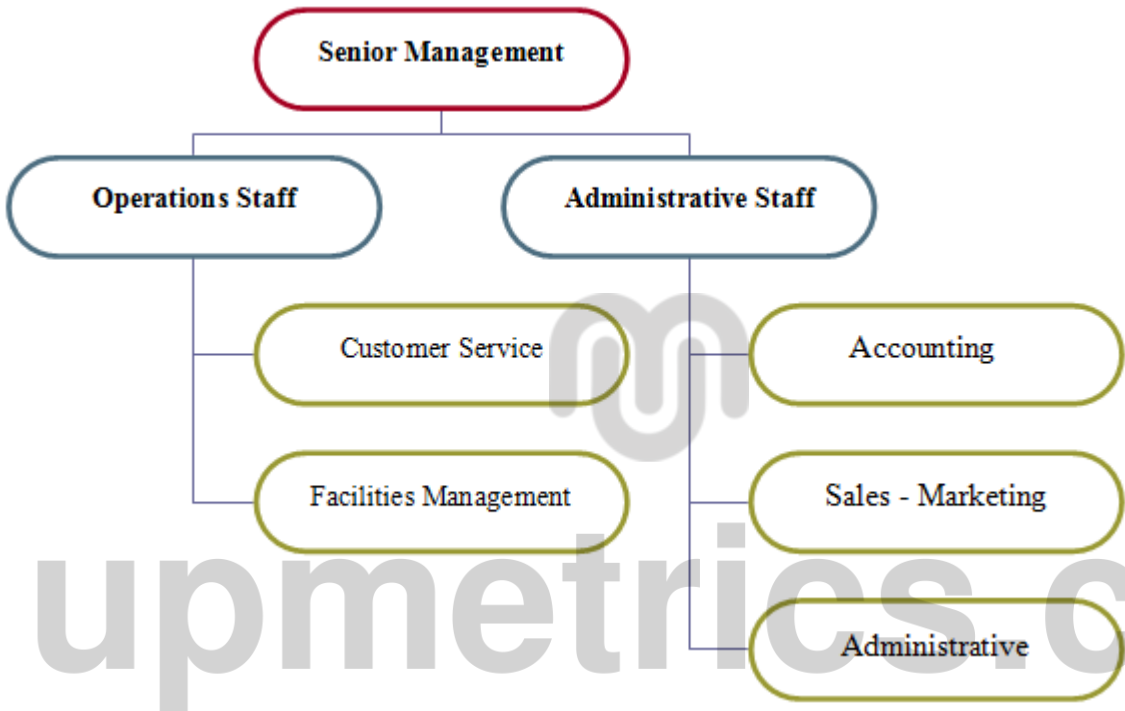 Senior Management
Operations Staff
Administrative Staff
Customer Service
Accounting
Facilities Management
Sales - Marketing
upmetrics.c
Administrative